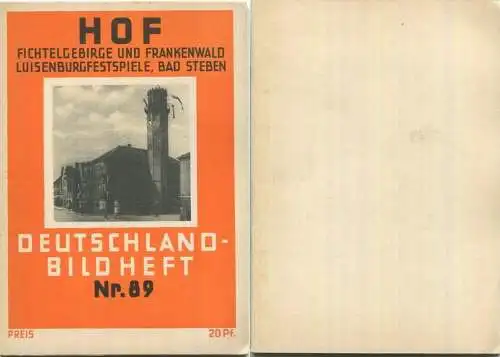 HOF
FICHTELGEBIRGE UND FRANKENWALD
LUISENBURGFESTSPIELE, BAD STEBEN
DEUTSCHLAND-
BILDHEFT
Nr. 89
PREIS 20 Pf.